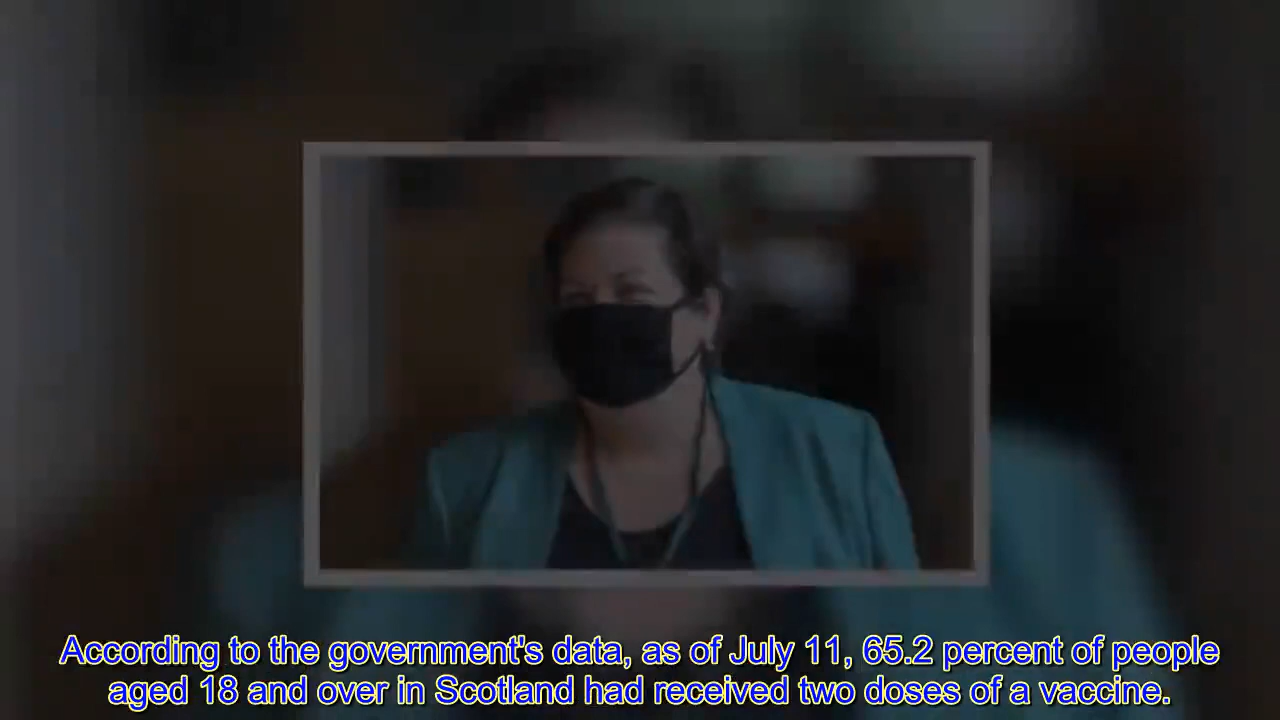 According to the government's data, as of July 11, 65.2 percent of people
aged 18 and over in Scotland had received two doses of a vaccine.